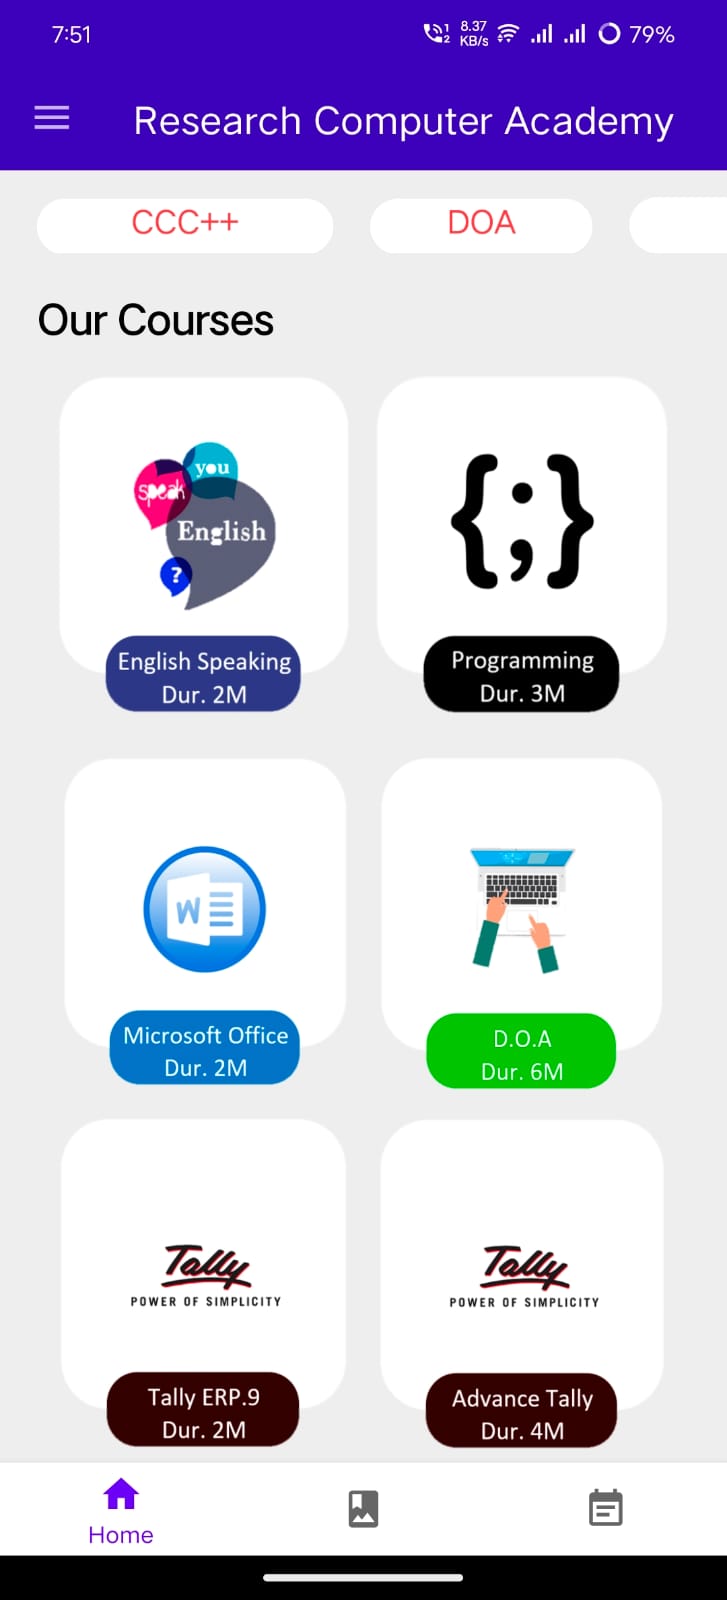 7:51
8.37
KB/s
79%
Research Computer Academy
CCC++
DOA
Our Courses
you
speak
English
?
English Speaking
Dur. 2M
{;}
Programming
Dur. 3M
W
Microsoft Office
Dur. 2M
D.O.A
Dur. 6M
Tally
POWER OF SIMPLICITY
Tally ERP.9
Dur. 2M
Tally
POWER OF SIMPLICITY
Advance Tally
Dur. 4M
Home